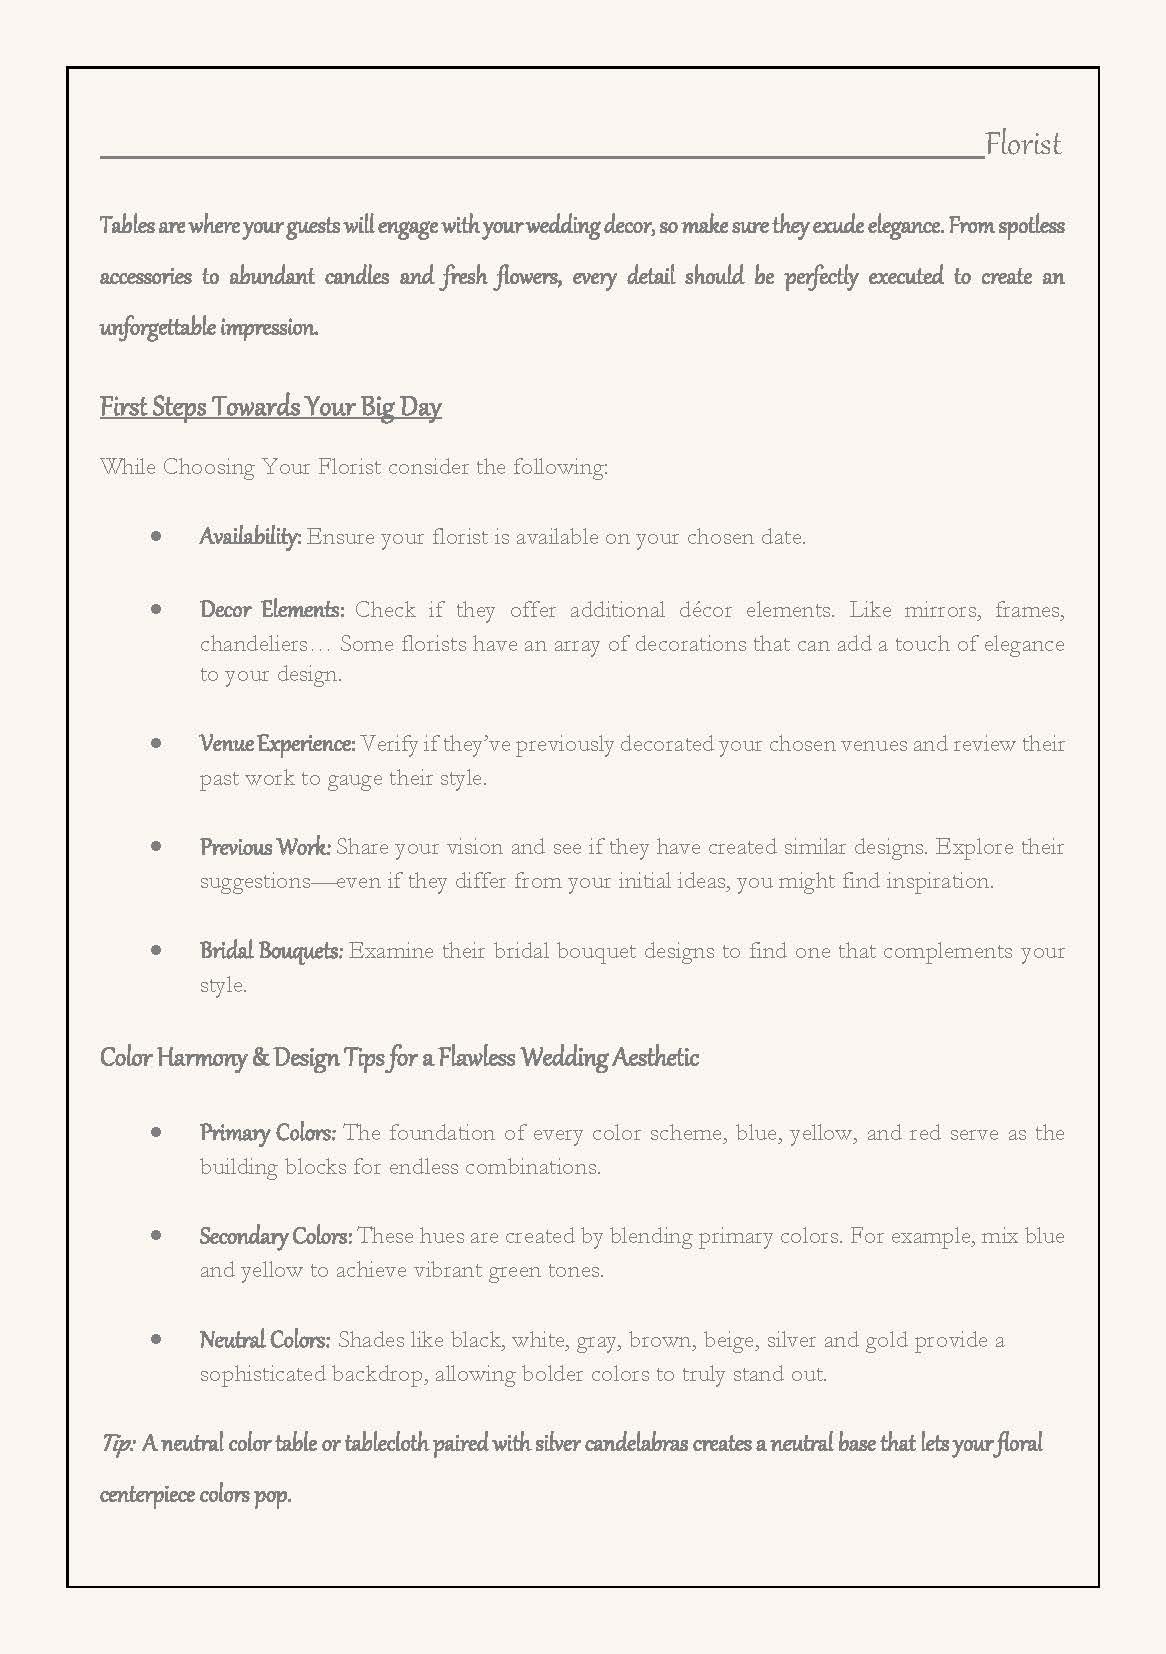 Florist
Tables are where your guests will engage with your wedding decor, so make sure they exude elegance. From spotless
accessories to abundant candles and fresh flowers, every detail should be perfectly executed to create an
unforgettable impression.
First Steps Towards Your Big Day
While Choosing Your Florist consider the following:
• Availability: Ensure your florist is available on your chosen date.
• Decor Elements: Check if they offer additional décor elements. Like mirrors, frames,
chandeliers… Some florists have an array of decorations that can add a touch of elegance
to your design.
• Venue Experience: Verify if they’ve previously decorated your chosen venues and review their
past work to gauge their style.
• Previous Work: Share your vision and see if they have created similar designs. Explore their
suggestions—even if they differ from your initial ideas, you might find inspiration.
• Bridal Bouquets: Examine their bridal bouquet designs to find one that complements your
style.
Color Harmony & Design Tips for a Flawless Wedding Aesthetic
• Primary Colors: The foundation of every color scheme, blue, yellow, and red serve as the
building blocks for endless combinations.
• Secondary Colors: These hues are created by blending primary colors. For example, mix blue
and yellow to achieve vibrant green tones.
• Neutral Colors: Shades like black, white, gray, brown, beige, silver and gold provide a
sophisticated backdrop, allowing bolder colors to truly stand out.
Tip: A neutral color table or tablecloth paired with silver candelabras creates a neutral base that lets your floral
centerpiece colors pop.